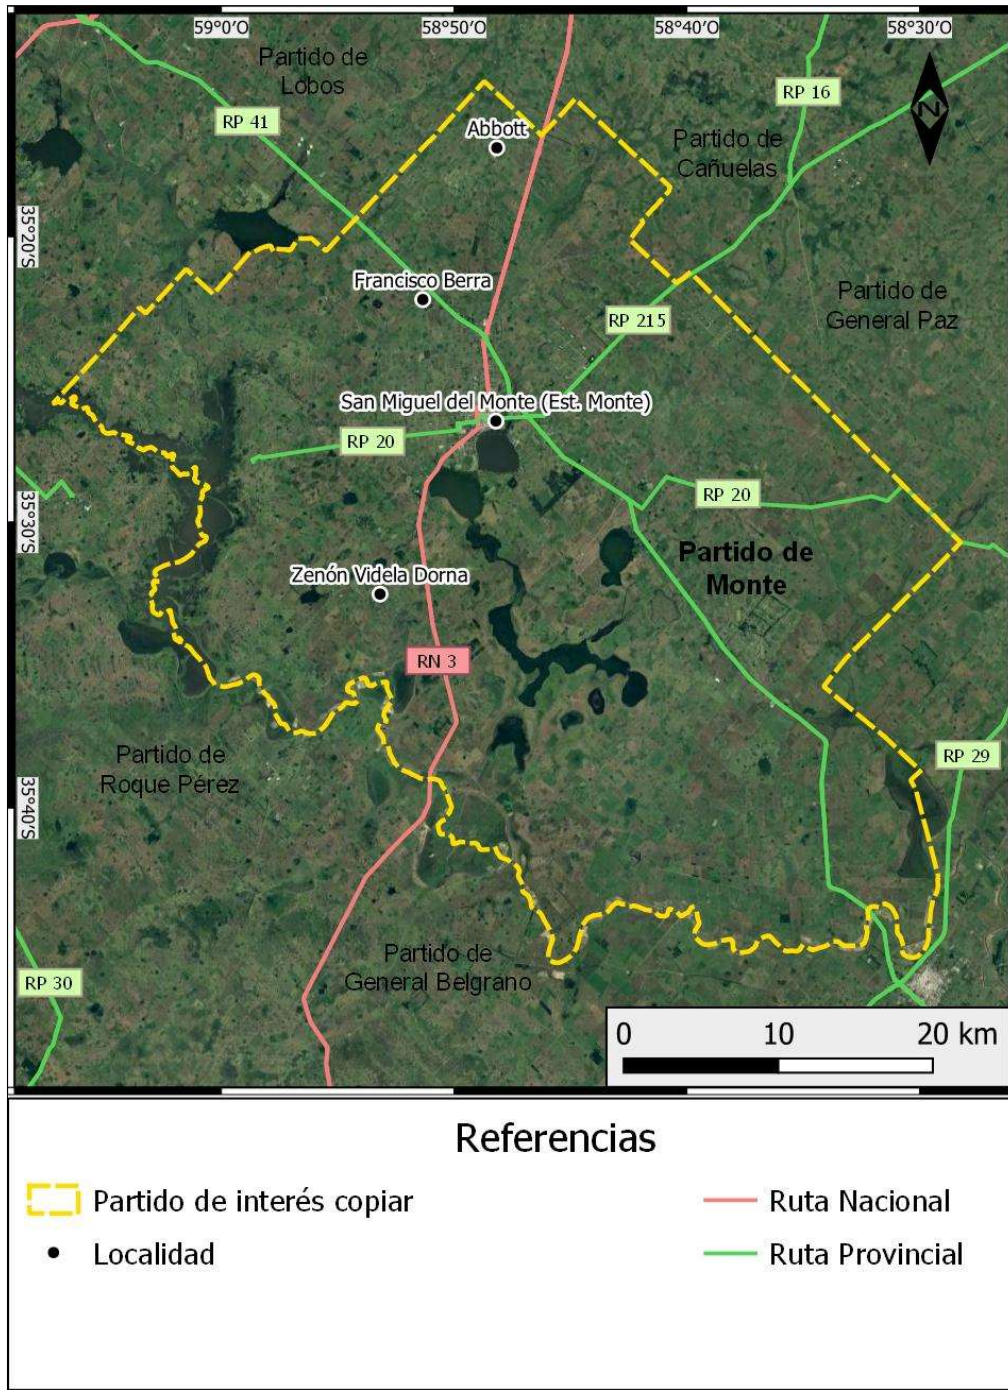 59°0'O
58°50'O
58°40'O
58°30'O
Partido de
Lobos
RP 41
RP 16
N
Abbott
Partido de
Cañuelas
35°20'S
Francisco Berra
Partido de
General Paz
RP 215
San Miguel del Monte (Est. Monte)
RP 20
RP 20
35°30'S
Partido de
Monte
Zenón Videla Dorna
RN 3
Partido de
Roque Pérez
RP 29
35°40'S
Partido de
General Belgrano
RP 30
0 10 20 km
Referencias
Partido de interés copiar
Ruta Nacional
Localidad
Ruta Provincial